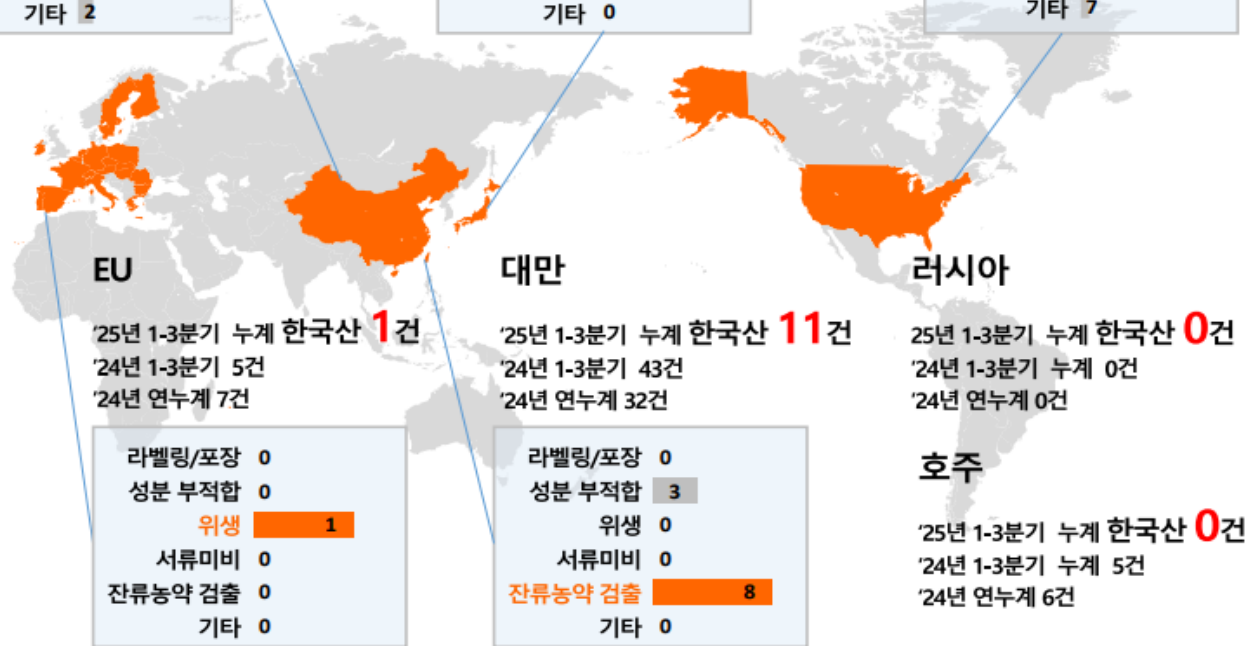 기타 2
기타 0
기타 7
EU
'25년 1-3분기 누계 한국산 1건
'24년 1-3분기 5건
'24년 연누계 7건
라벨링/포장 0
성분 부적합 0
위생 1
서류미비 0
잔류농약 검출 0
기타 0
대만
'25년 1-3분기 누계 한국산 11건
'24년 1-3분기 43건
'24년 연누계 32건
라벨링/포장 0
성분 부적합 3
위생 0
서류미비 0
잔류농약 검출 8
기타 0
러시아
25년 1-3분기 누계 한국산 0건
'24년 1-3분기 누계 0건
'24년 연누계 0건
호주
'25년 1-3분기 누계 한국산 0건
'24년 1-3분기 누계 5건
'24년 연누계 6건